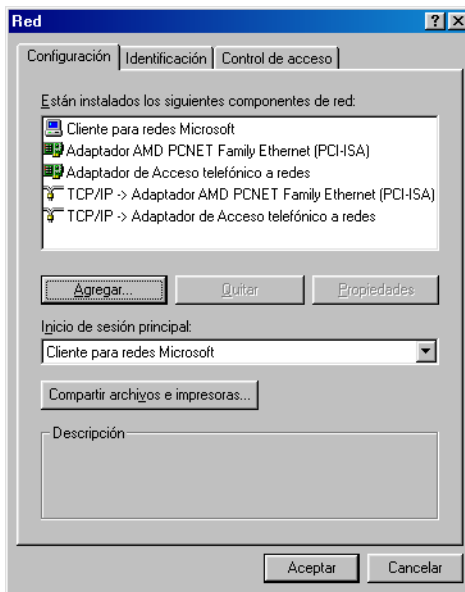 Red
Configuración Identificación Control de acceso
Están instalados los siguientes componentes de red:
Cliente para redes Microsoft
Adaptador AMD PCNET Family Ethernet (PCI-ISA)
Adaptador de Acceso telefónico a redes
TCP/IP -> Adaptador AMD PCNET Family Ethernet (PCI-ISA)
TCP/IP -> Adaptador de Acceso telefónico a redes
Agregar... Quitar Propiedades
Inicio de sesión principal:
Cliente para redes Microsoft
Compartir archivos e impresoras...
Descripción
Aceptar Cancelar